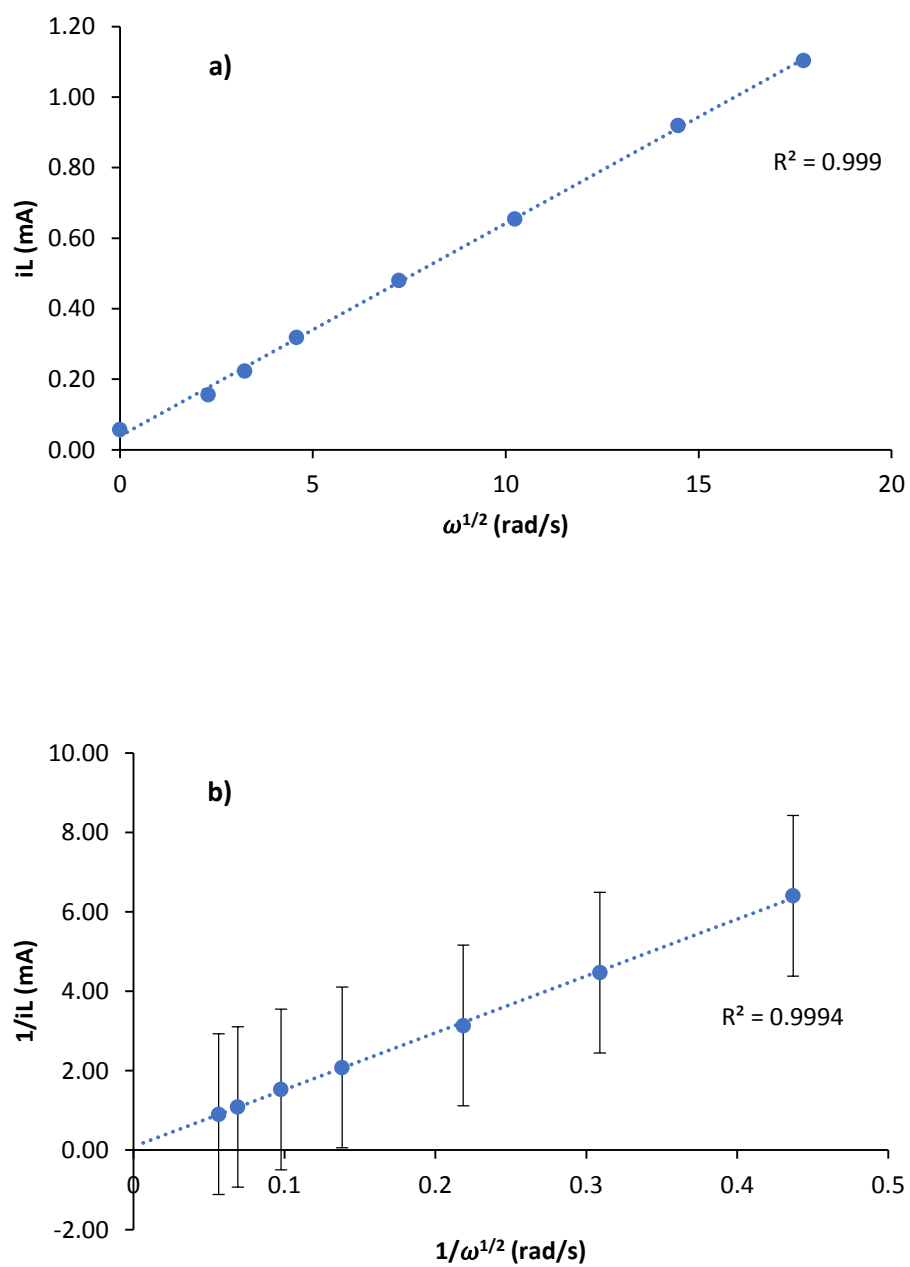 1.20
a)
1.00
0.80
R² = 0.999
0.60
iL (mA)
0.40
0.20
0.00
0 5 10 15 20
ω^1/2 (rad/s)
10.00
b)
8.00
6.00
1/iL (mA)
4.00
R² = 0.9994
2.00
0.00
0 0.1 0.2 0.3 0.4 0.5
-2.00
1/ω^1/2 (rad/s)